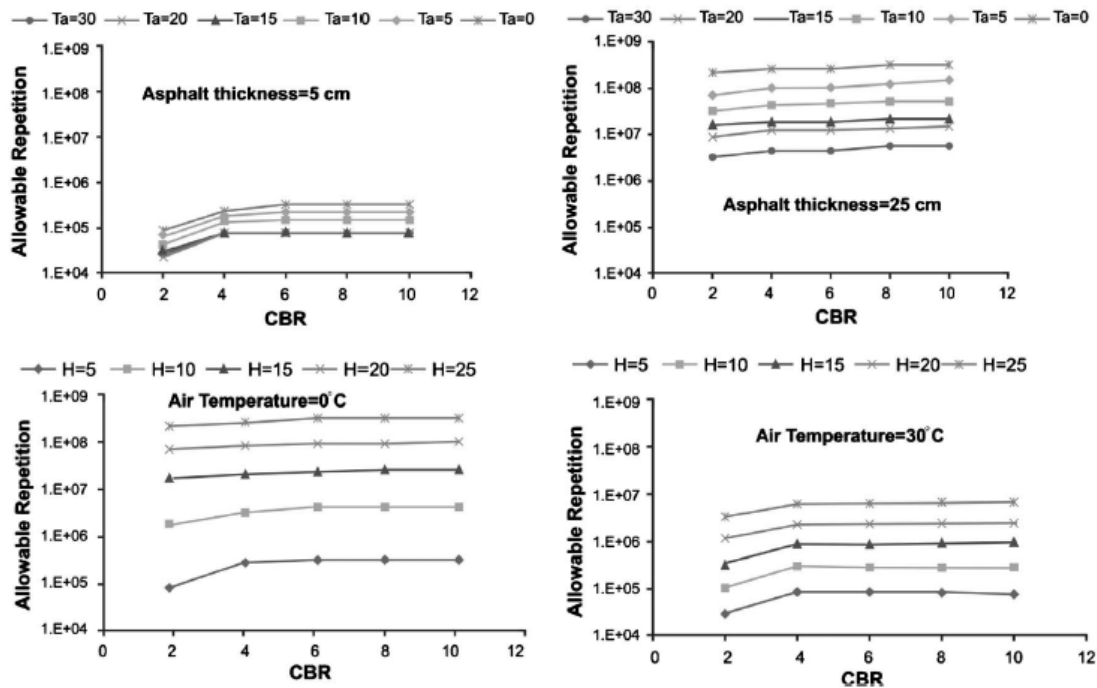 Ta=30 Ta=20 Ta=15 Ta=10 Ta=5 Ta=0
1.E+09
1.E+08
1.E+07
1.E+06
1.E+05
1.E+04
Allowable Repetition
Asphalt thickness=5 cm
0 2 4 6 8 10 12
CBR
Ta=30 Ta=20 Ta=15 Ta=10 Ta=5 Ta=0
1.E+09
1.E+08
1.E+07
1.E+06
1.E+05
1.E+04
Allowable Repetition
Asphalt thickness=25 cm
0 2 4 6 8 10 12
CBR
H=5 H=10 H=15 H=20 H=25
Air Temperature=0°C
1.E+09
1.E+08
1.E+07
1.E+06
1.E+05
1.E+04
Allowable Repetition
0 2 4 6 8 10 12
CBR
H=5 H=10 H=15 H=20 H=25
1.E+09
1.E+08
1.E+07
1.E+06
1.E+05
1.E+04
Allowable Repetition
Air Temperature=30°C
0 2 4 6 8 10 12
CBR